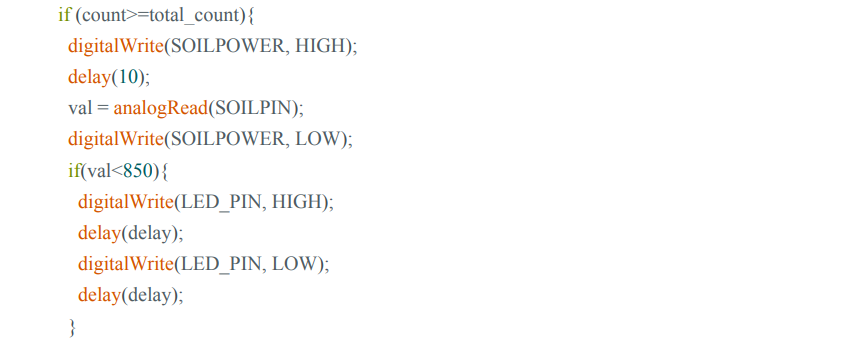 if (count>=total_count){
digitalWrite(SOILPOWER, HIGH);
delay(10);
val = analogRead(SOILPIN);
digitalWrite(SOILPOWER, LOW);
if(val<850){
digitalWrite(LED_PIN, HIGH);
delay(delay);
digitalWrite(LED_PIN, LOW);
delay(delay);
}